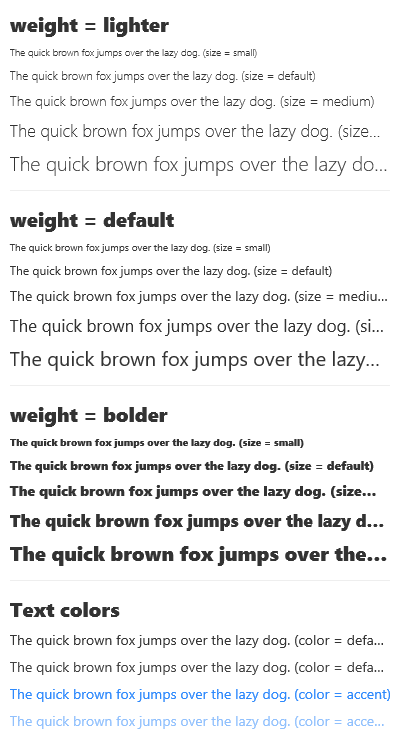 weight = lighter
The quick brown fox jumps over the lazy dog. (size = small)
The quick brown fox jumps over the lazy dog. (size = default)
The quick brown fox jumps over the lazy dog. (size = medium)
The quick brown fox jumps over the lazy dog. (size...
The quick brown fox jumps over the lazy do...
weight = default
The quick brown fox jumps over the lazy dog. (size = small)
The quick brown fox jumps over the lazy dog. (size = default)
The quick brown fox jumps over the lazy dog. (size = mediu...
The quick brown fox jumps over the lazy dog. (si...
The quick brown fox jumps over the lazy...
weight = bolder
The quick brown fox jumps over the lazy dog. (size = small)
The quick brown fox jumps over the lazy dog. (size = default)
The quick brown fox jumps over the lazy dog. (size...
The quick brown fox jumps over the lazy d...
The quick brown fox jumps over the...
Text colors
The quick brown fox jumps over the lazy dog. (color = defa...
The quick brown fox jumps over the lazy dog. (color = defa...
The quick brown fox jumps over the lazy dog. (color = accent)
The quick brown fox jumps over the lazy dog. (color = acce...